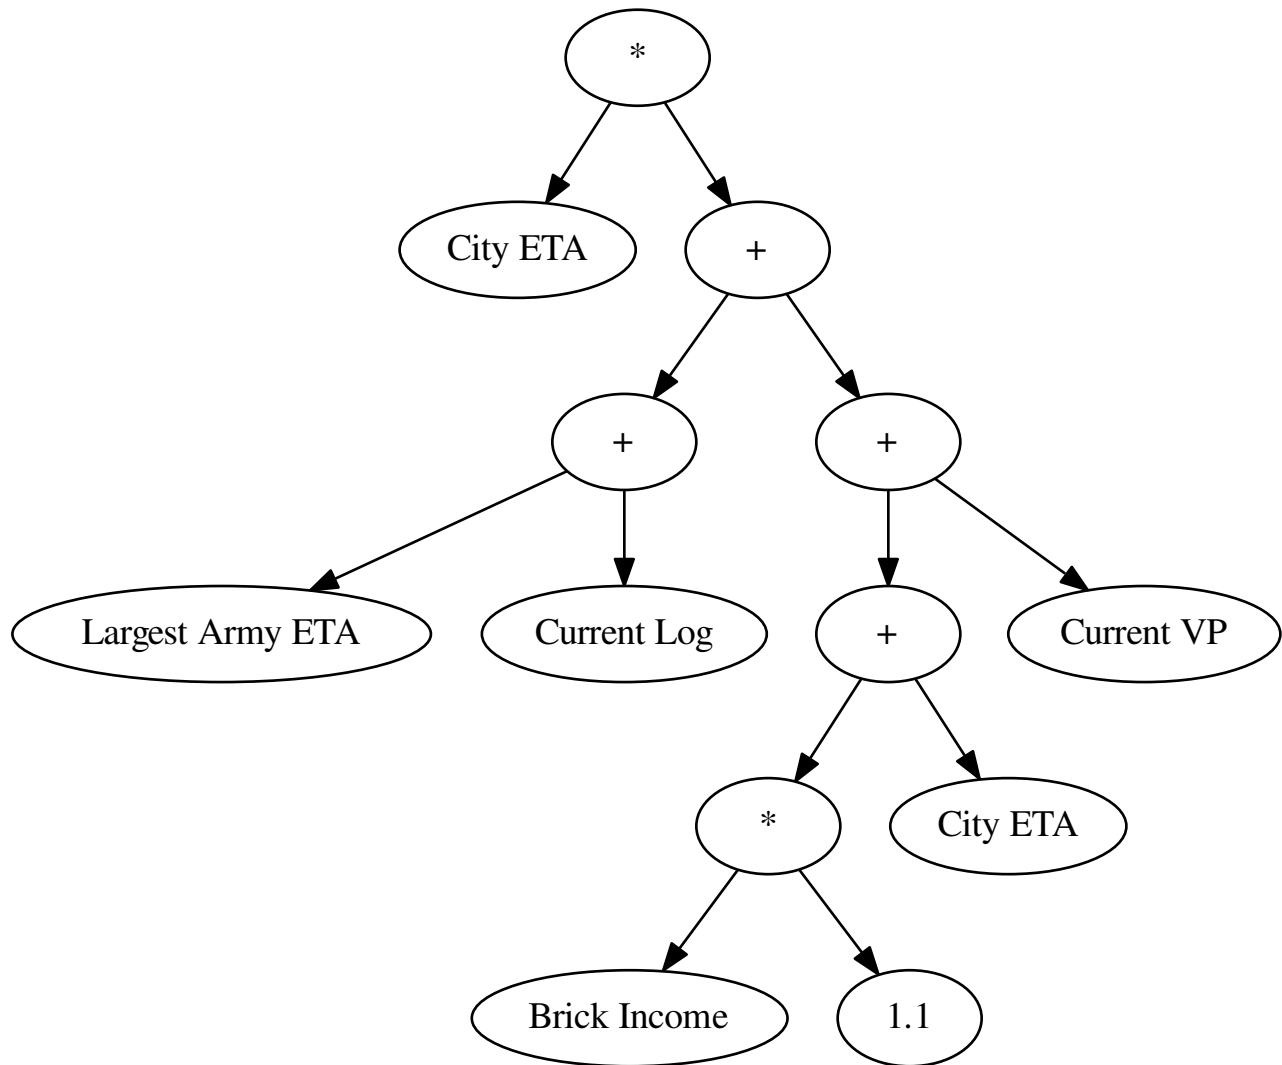 *
City ETA
+
+
+
Largest Army ETA
Current Log
+
Current VP
*
City ETA
Brick Income
1.1